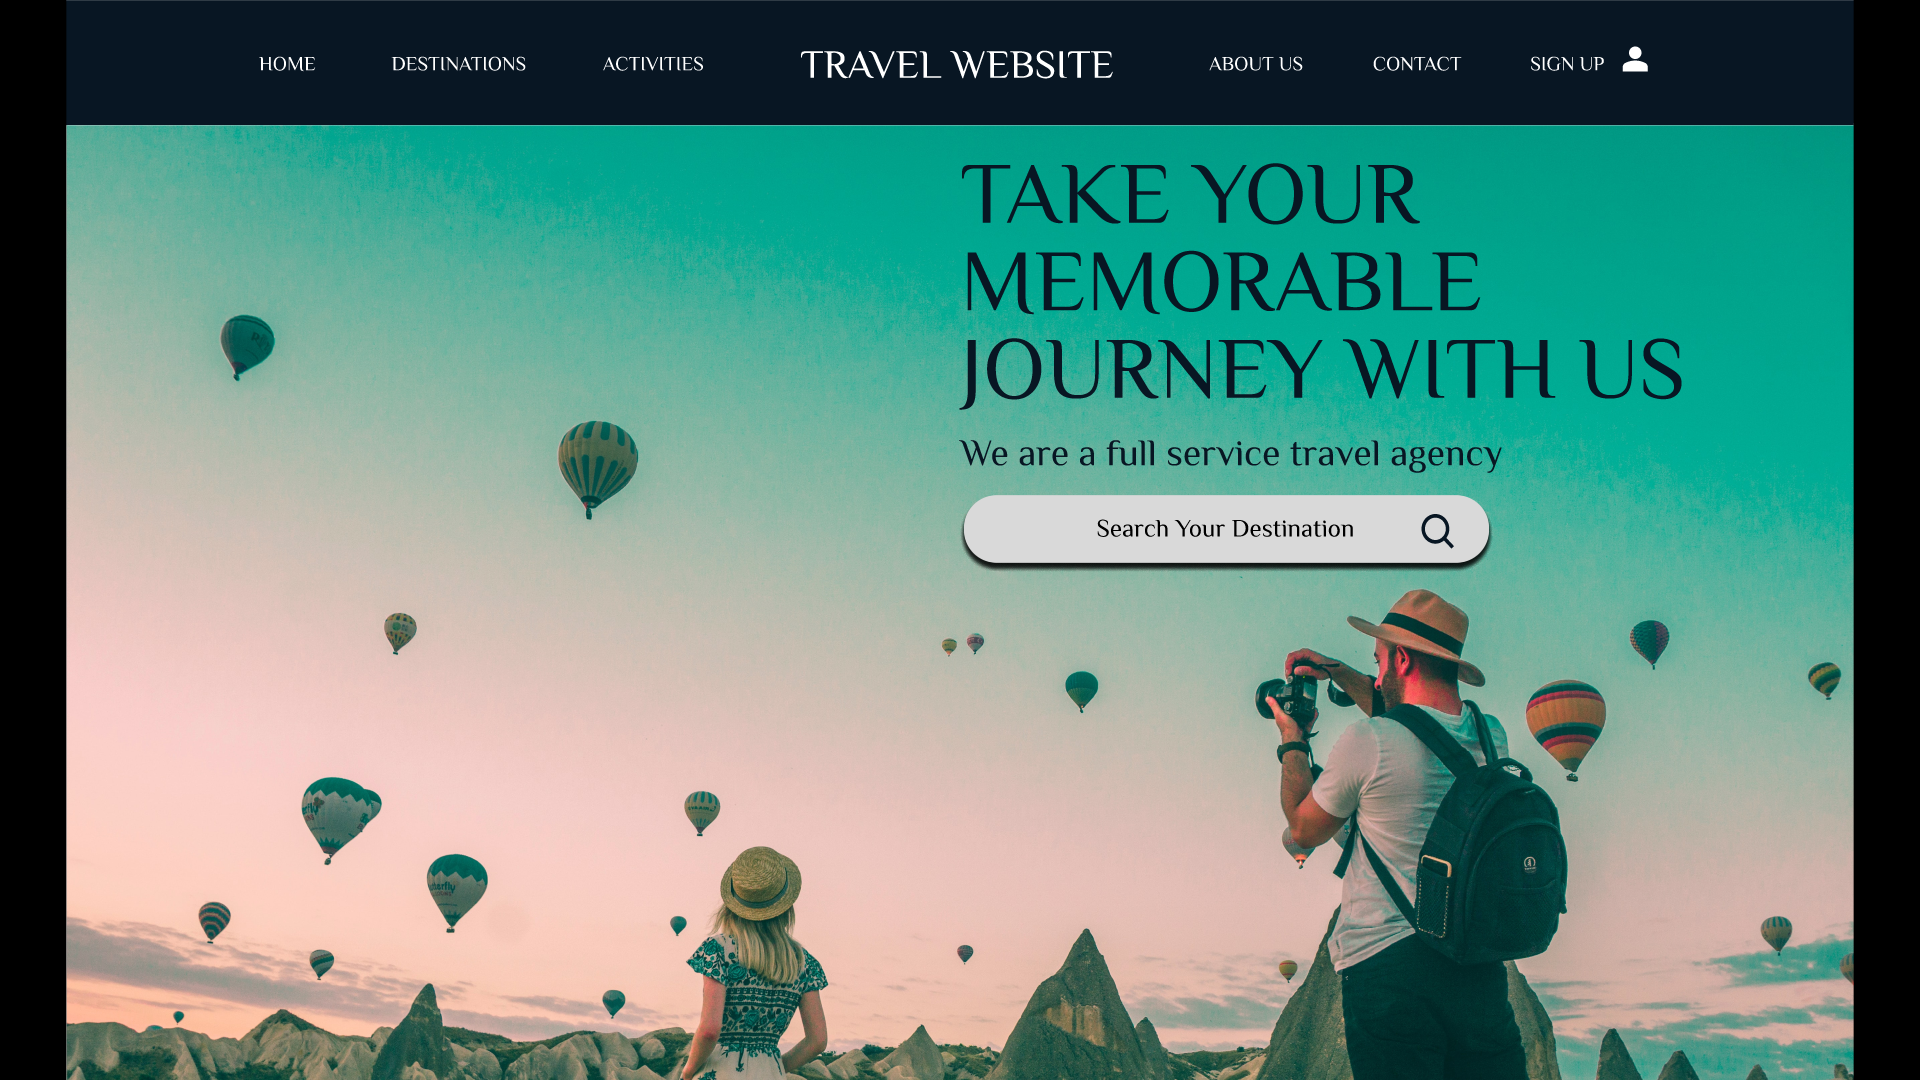 HOME DESTINATIONS ACTIVITIES TRAVEL WEBSITE ABOUT US CONTACT SIGN UP
TAKE YOUR
MEMORABLE
JOURNEY WITH US
We are a full service travel agency
Search Your Destination